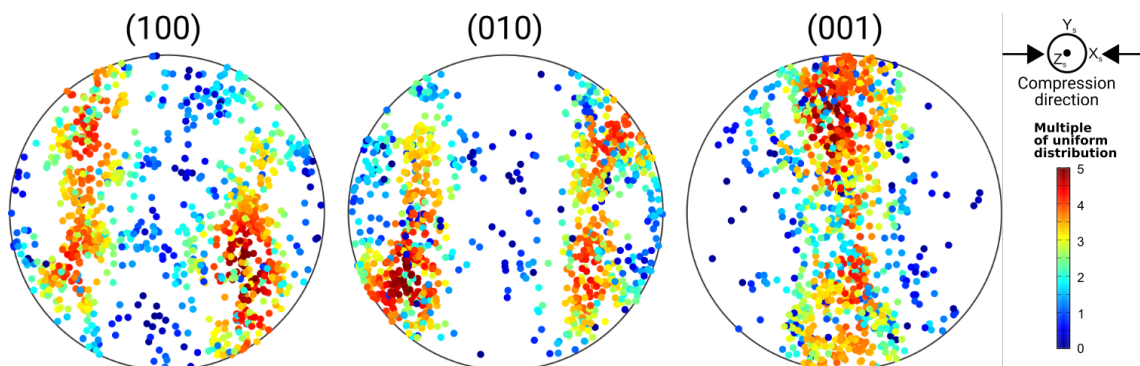 (100)
(010)
(001)
Yₛ
Zₛ
Xₛ
Compression
direction
Multiple
of uniform
distribution
5
4
3
2
1
0